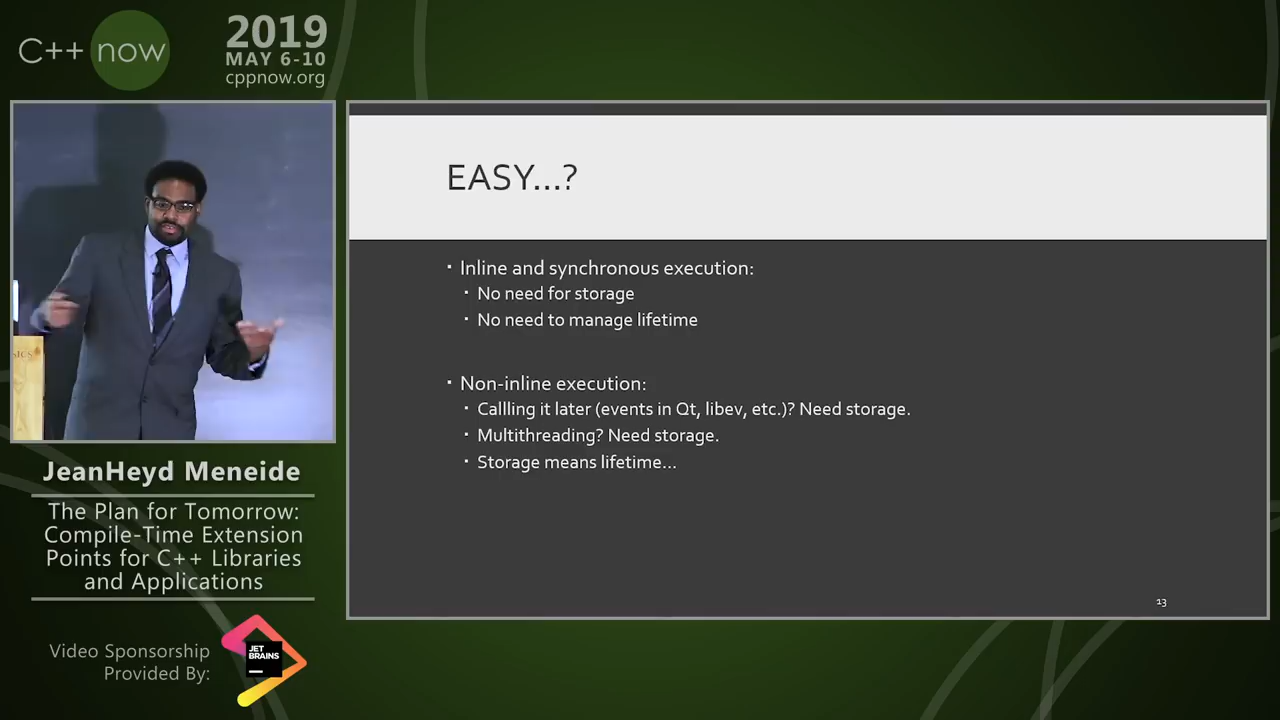 C++ now
2019
MAY 6-10
cppnow.org
EASY...?
▪ Inline and synchronous execution:
▪ No need for storage
▪ No need to manage lifetime
▪ Non-inline execution:
▪ Callling it later (events in Qt, libev, etc.)? Need storage.
▪ Multithreading? Need storage.
▪ Storage means lifetime...
13
JeanHeyd Meneide
The Plan for Tomorrow:
Compile-Time Extension
Points for C++ Libraries
and Applications
Video Sponsorship
Provided By:
JET
BRAINS